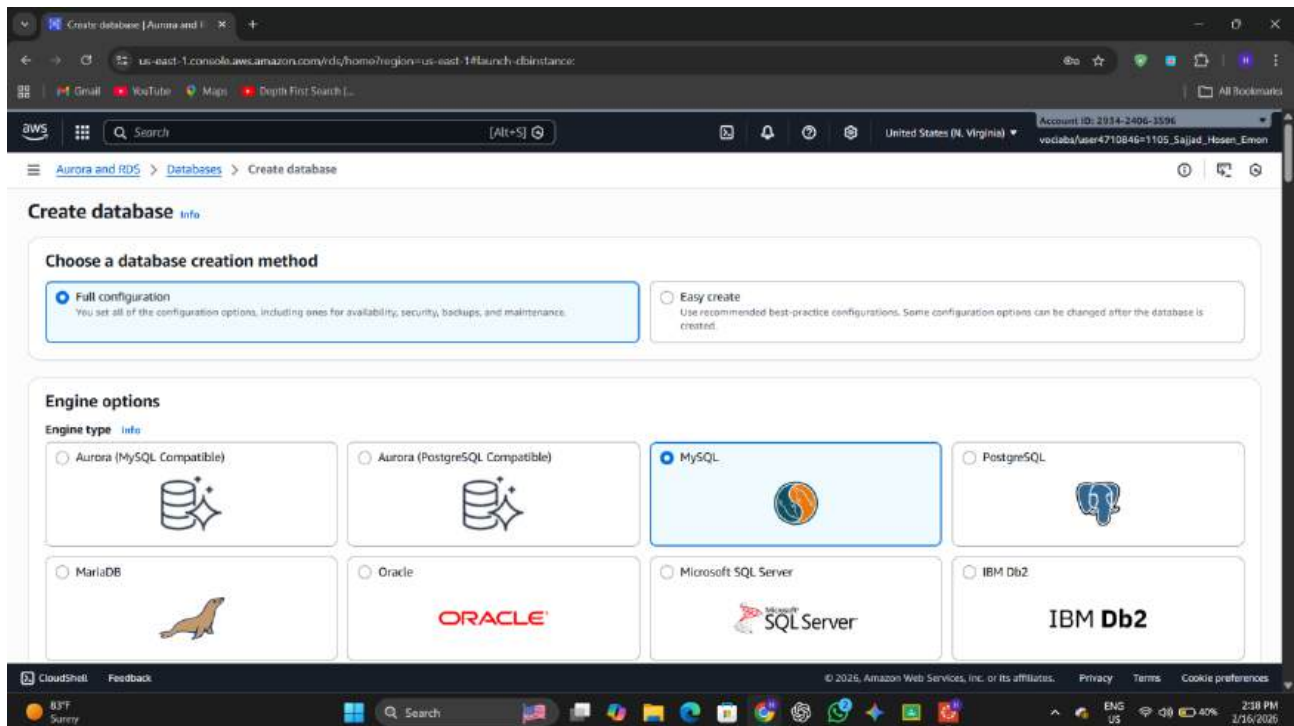 Create database | Aurora and
us-east-1.console.aws.amazon.com/rds/home?region=us-east-1#launch-dbinstance:
Gmail YouTube Maps Depth First Search (... All Bookmarks
aws Search [Alt+S] United States (N. Virginia) Account ID: 2934-2406-3596
voclabs/user4710846=1105_Sajjad_Hosen_Emon
Aurora and RDS > Databases > Create database
Create database Info
Choose a database creation method
Full configuration
You set all of the configuration options, including ones for availability, security, backups, and maintenance.
Easy create
Use recommended best-practice configurations. Some configuration options can be changed after the database is
created.
Engine options
Engine type Info
Aurora (MySQL Compatible)
Aurora (PostgreSQL Compatible)
MySQL
PostgreSQL
MariaDB
Oracle
ORACLE
Microsoft SQL Server
Microsoft
SQL Server
IBM Db2
IBM Db2
CloudShell Feedback © 2026, Amazon Web Services, Inc. or its affiliates. Privacy Terms Cookie preferences
83°F
Sunny
Search
ENG
US
40%
2:18 PM
2/16/2026